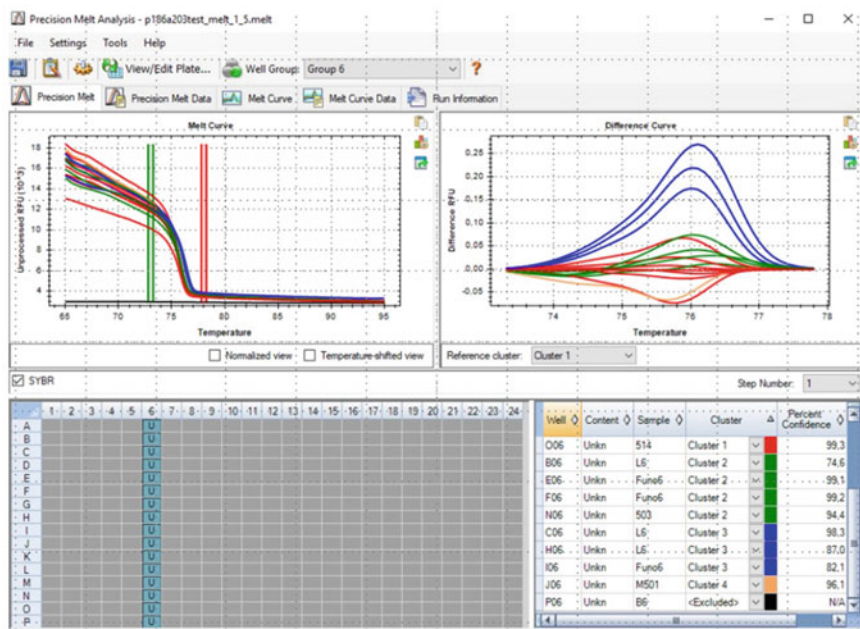 Precision Melt Analysis - p186a203test_melt_1_5.melt
File Settings Tools Help
View/Edit Plate... Well Group: Group 6 ?
Precision Melt Precision Melt Data Melt Curve Melt Curve Data Run Information
Melt Curve
Unprocessed RFU (10^3)
18
16
14
12
10
8
6
4
65 70 75 80 85 90 95
Temperature
Normalized view Temperature-shifted view
Difference Curve
Difference RFU
0.25
0.20
0.15
0.10
0.05
0.00
-0.05
74 75 76 77 78
Temperature
Reference cluster: Cluster 1
SYBR Step Number: 1
1 2 3 4 5 6 7 8 9 10 11 12 13 14 15 16 17 18 19 20 21 22 23 24
A U
B U
C U
D U
E U
F U
G U
H U
I U
J U
K U
L U
M U
N U
O U
P U
Well Content Sample Cluster Percent Confidence
O06 Unkn 514 Cluster 1 99,3
B06 Unkn L6 Cluster 2 74,6
E06 Unkn Funo6 Cluster 2 99,1
F06 Unkn Funo6 Cluster 2 99,2
N06 Unkn 503 Cluster 2 94,4
C06 Unkn L6 Cluster 3 98,3
H06 Unkn L6 Cluster 3 87,0
I06 Unkn Funo6 Cluster 3 82,1
J06 Unkn M501 Cluster 4 96,1
P06 Unkn B6 <Excluded> N/A